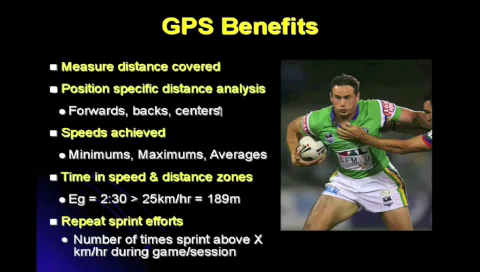 GPS Benefits
Measure distance covered
Position specific distance analysis
Forwards, backs, centers
Speeds achieved
Minimums, Maximums, Averages
Time in speed & distance zones
Eg = 2:30 > 25km/hr = 189m
Repeat sprint efforts
Number of times sprint above X
km/hr during game/session